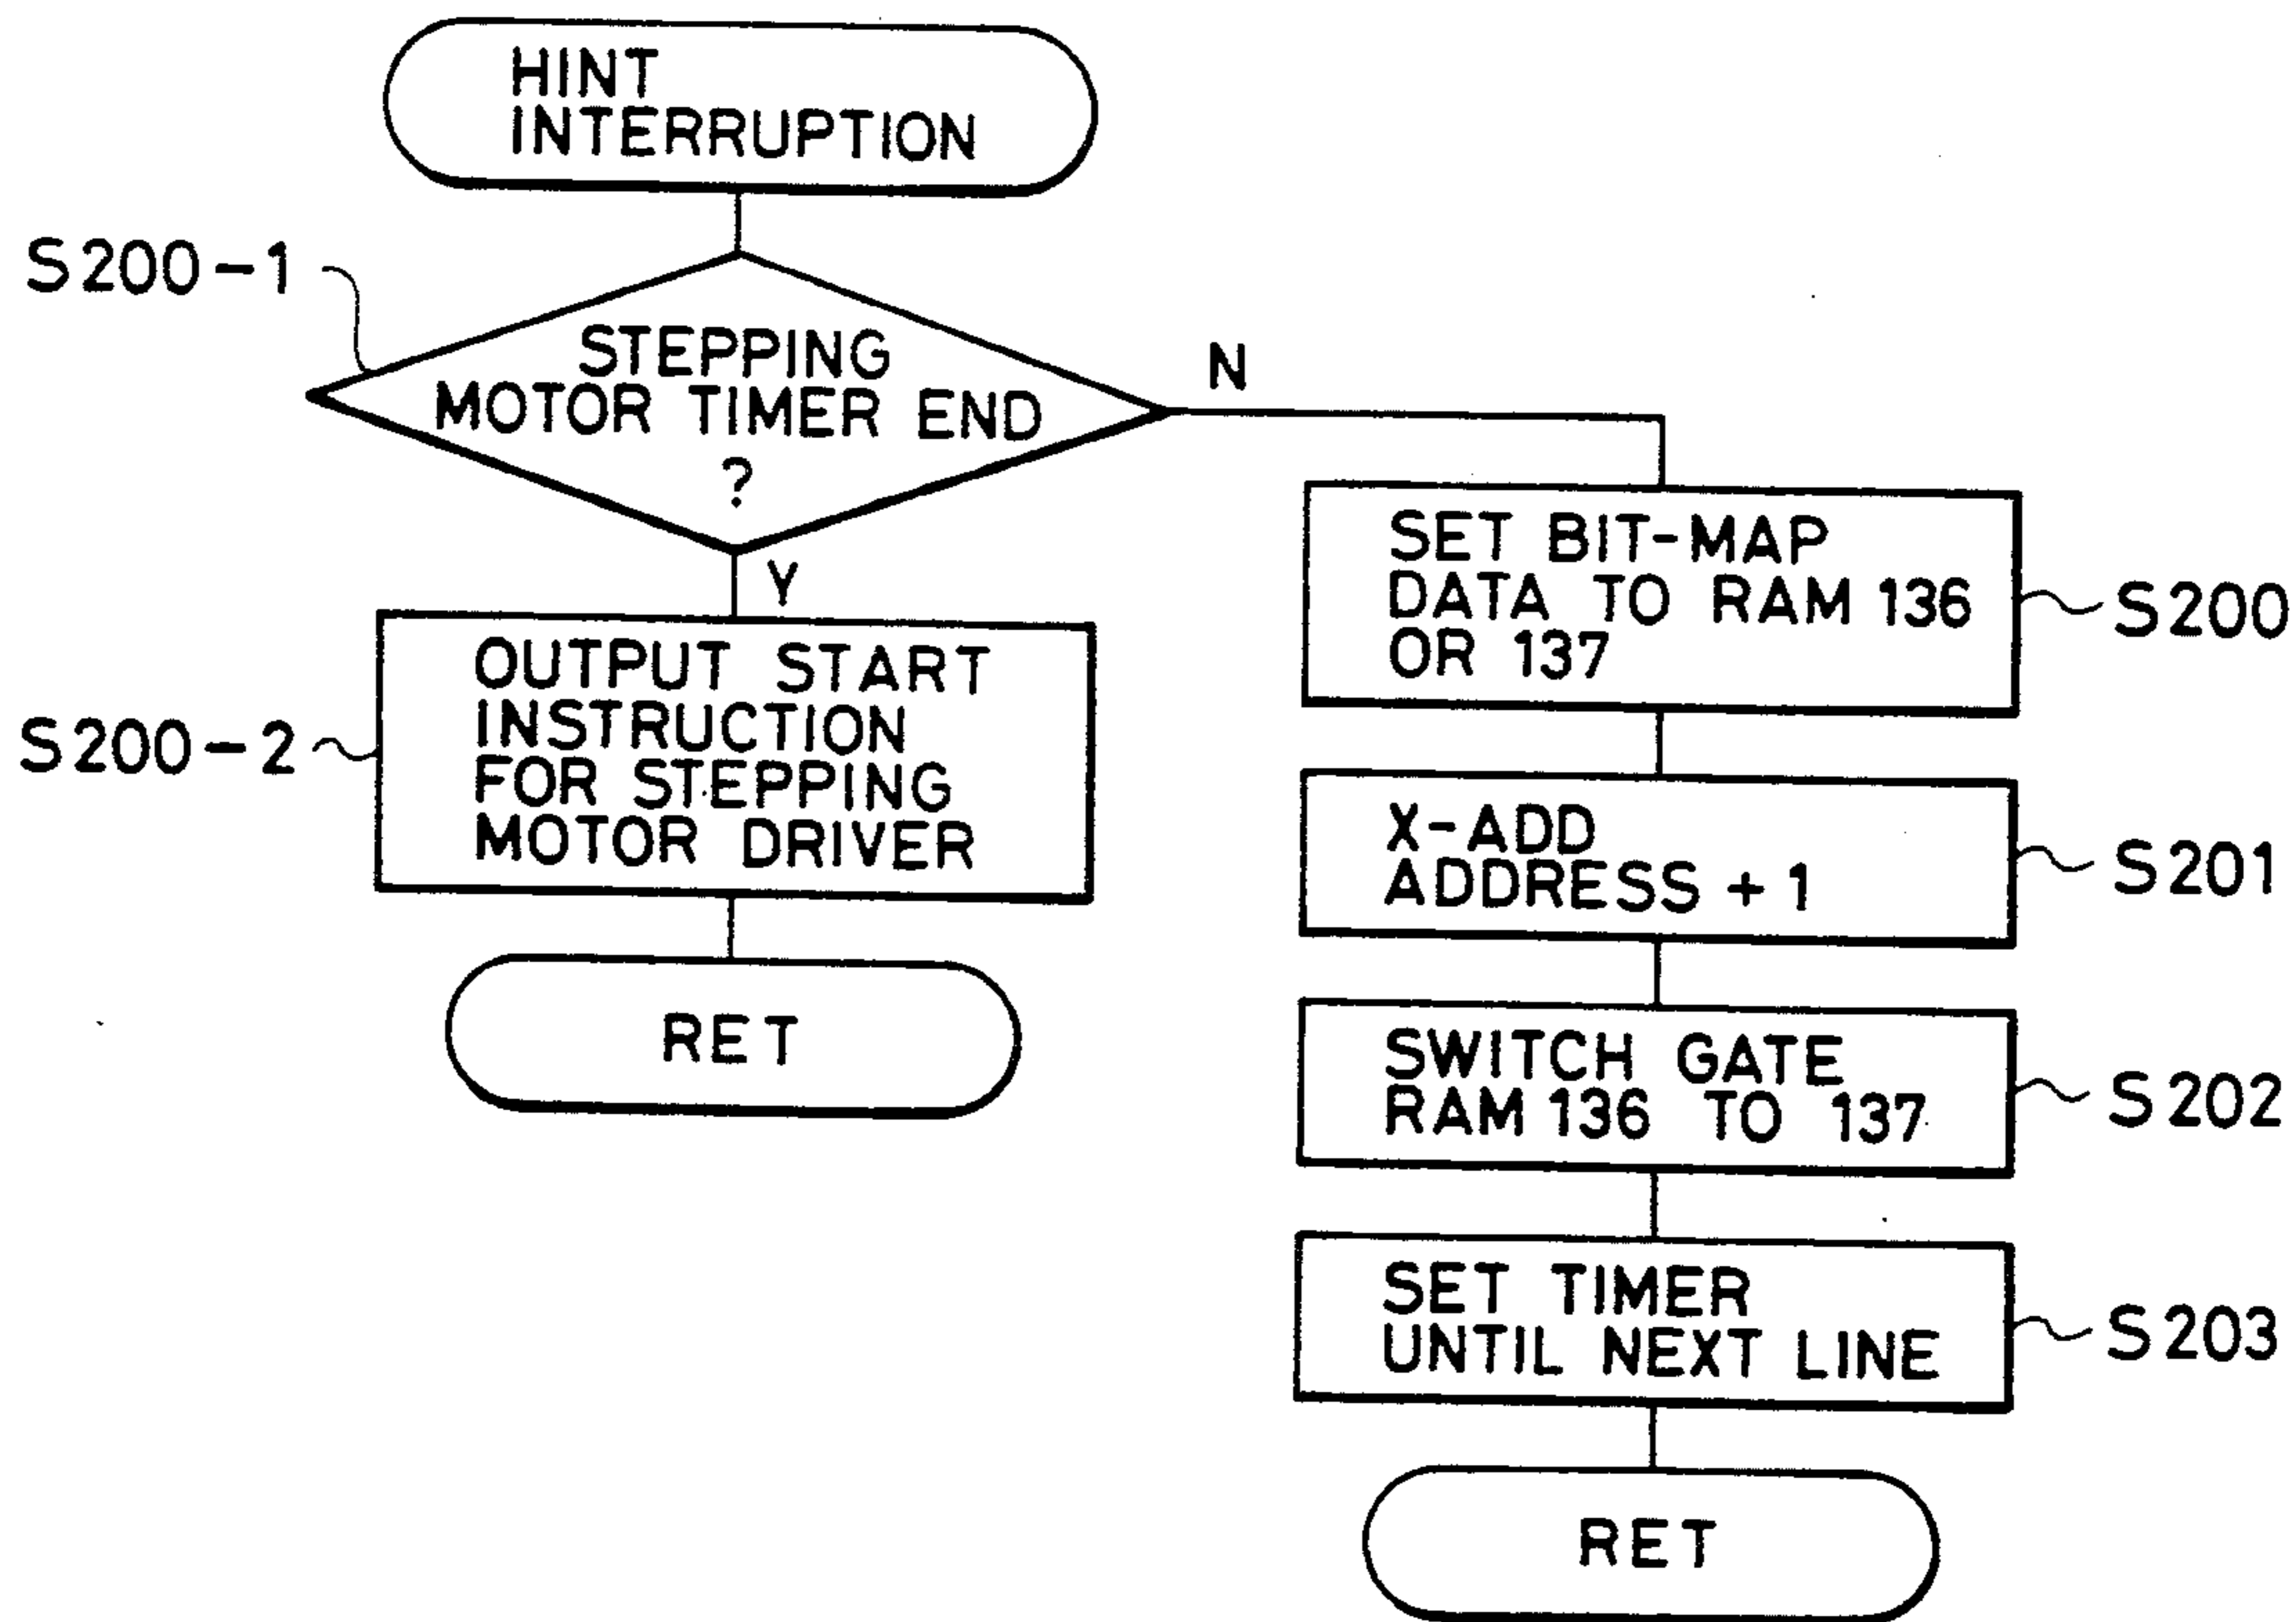 HINT
INTERRUPTION
S200-1
STEPPING
MOTOR TIMER END
?
N
Y
S200-2
OUTPUT START
INSTRUCTION
FOR STEPPING
MOTOR DRIVER
RET
SET BIT-MAP
DATA TO RAM 136
OR 137
S200
X-ADD
ADDRESS + 1
S201
SWITCH GATE
RAM 136 TO 137
S202
SET TIMER
UNTIL NEXT LINE
S203
RET